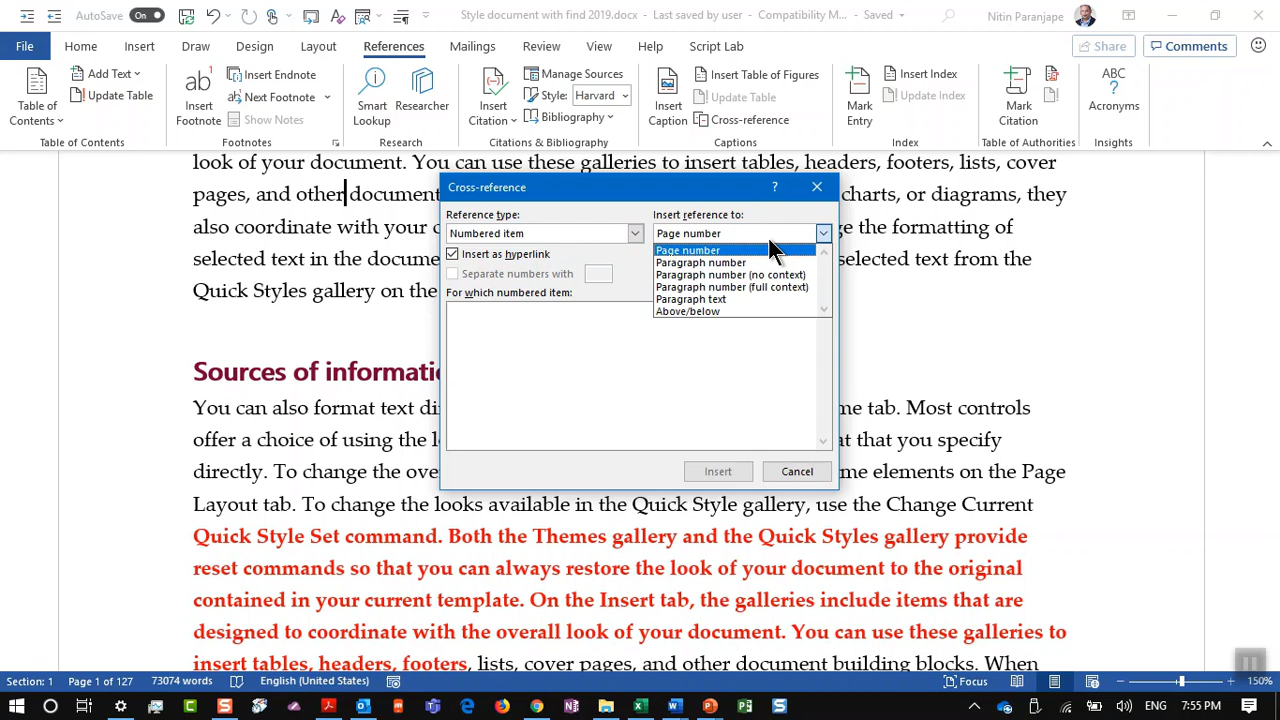 AutoSave On
Style document with find 2019.docx - Last saved by user - Compatibility M... - Saved
Nitin Paranjape
File Home Insert Draw Design Layout References Mailings Review View Help Script Lab Share Comments
Table of Contents
Add Text
Update Table
Table of Contents
ab1 Insert Footnote
Insert Endnote
Next Footnote
Show Notes
Footnotes
Smart Lookup
Researcher
Research
Insert Citation
Manage Sources
Style: Harvard
Bibliography
Citations & Bibliography
Insert Caption
Insert Table of Figures
Update Table
Cross-reference
Captions
Mark Entry
Insert Index
Update Index
Index
Mark Citation
Table of Authorities
ABC
Acronyms
Insights
look of your document. You can use these galleries to insert tables, headers, footers, lists, cover
pages, and other document charts, or diagrams, they
also coordinate with your ge the formatting of
selected text in the docume selected text from the
Quick Styles gallery on the
Cross-reference ?
Reference type: Insert reference to:
Numbered item Page number
Insert as hyperlink
Separate numbers with
For which numbered item:
Page number
Paragraph number
Paragraph number (no context)
Paragraph number (full context)
Paragraph text
Above/below
Insert Cancel
Sources of informati
You can also format text di me tab. Most controls
offer a choice of using the l at that you specify
directly. To change the ove me elements on the Page
Layout tab. To change the looks available in the Quick Style gallery, use the Change Current
Quick Style Set command. Both the Themes gallery and the Quick Styles gallery provide
reset commands so that you can always restore the look of your document to the original
contained in your current template. On the Insert tab, the galleries include items that are
designed to coordinate with the overall look of your document. You can use these galleries to
insert tables, headers, footers, lists, cover pages, and other document building blocks. When
Section: 1 Page 1 of 127 73074 words English (United States) Focus 150%
ENG 7:55 PM